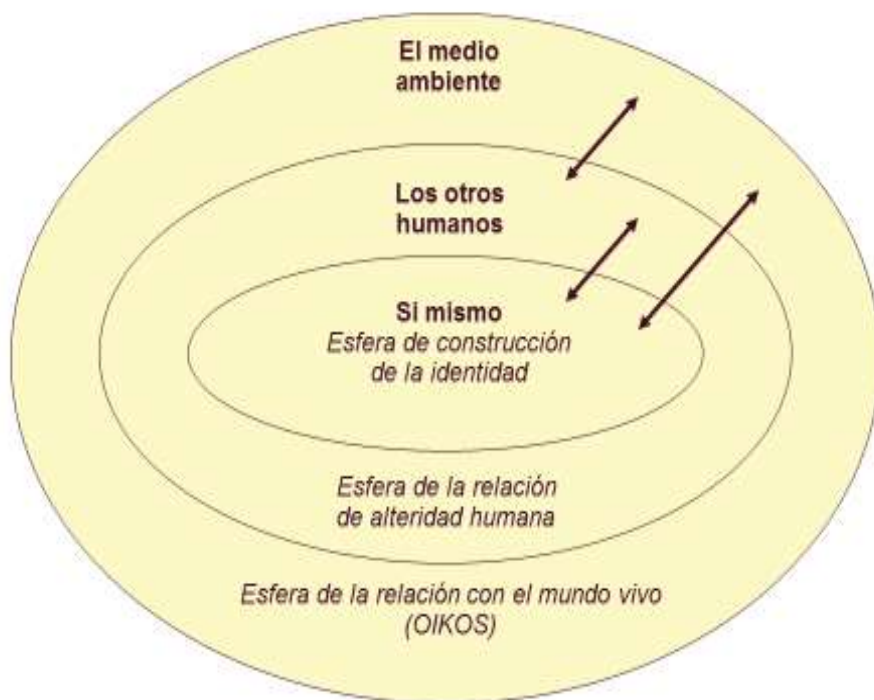 El medio
ambiente
Los otros
humanos
Si mismo
Esfera de construcción
de la identidad
Esfera de la relación
de alteridad humana
Esfera de la relación con el mundo vivo
(OIKOS)